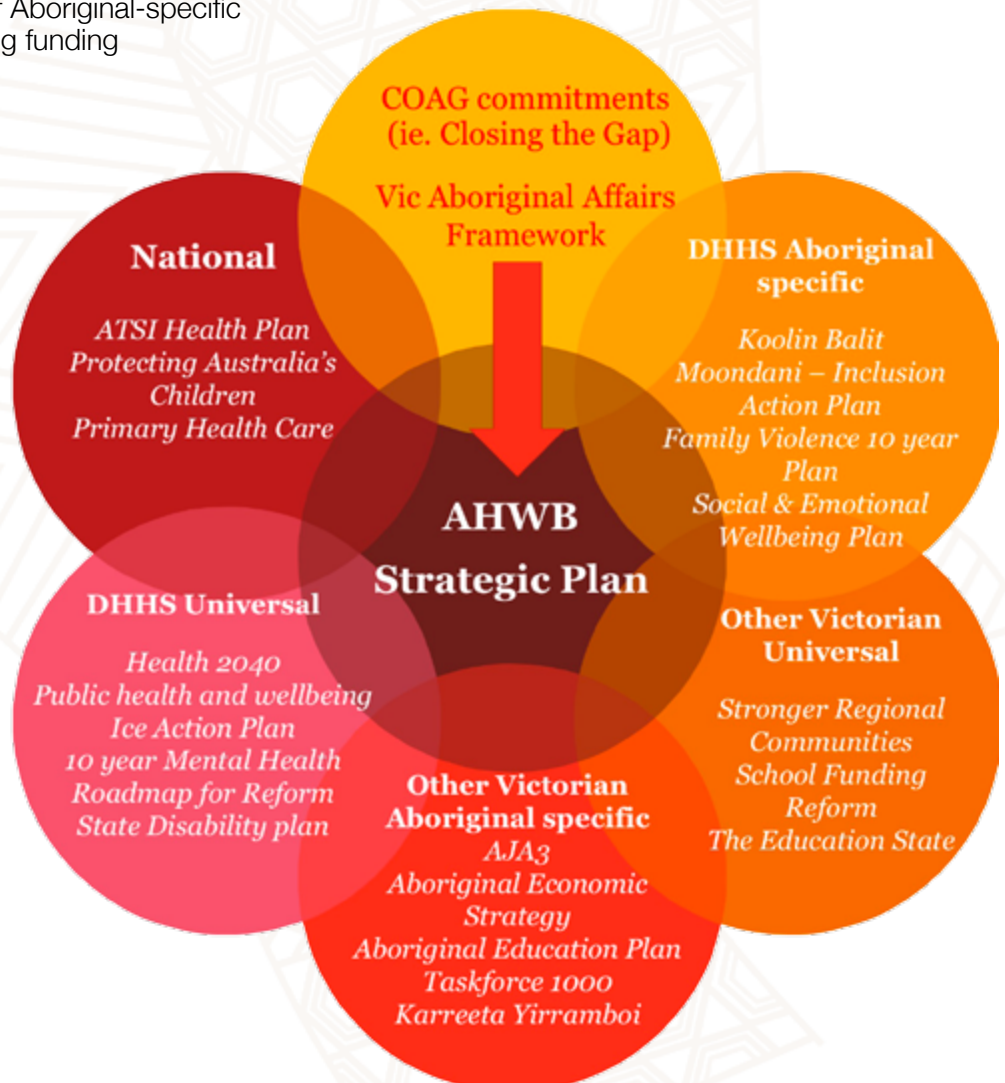 Aboriginal-specific
funding
COAG commitments
(ie. Closing the Gap)
Vic Aboriginal Affairs
Framework
National
ATSI Health Plan
Protecting Australia's
Children
Primary Health Care
DHHS Aboriginal
specific
Koolin Balit
Moondani – Inclusion
Action Plan
Family Violence 10 year
Plan
Social & Emotional
Wellbeing Plan
AHWB
Strategic Plan
DHHS Universal
Health 2040
Public health and wellbeing
Ice Action Plan
10 year Mental Health
Roadmap for Reform
State Disability plan
Other Victorian
Universal
Stronger Regional
Communities
School Funding
Reform
The Education State
Other Victorian
Aboriginal specific
AJA3
Aboriginal Economic
Strategy
Aboriginal Education Plan
Taskforce 1000
Karreeta Yirramboi